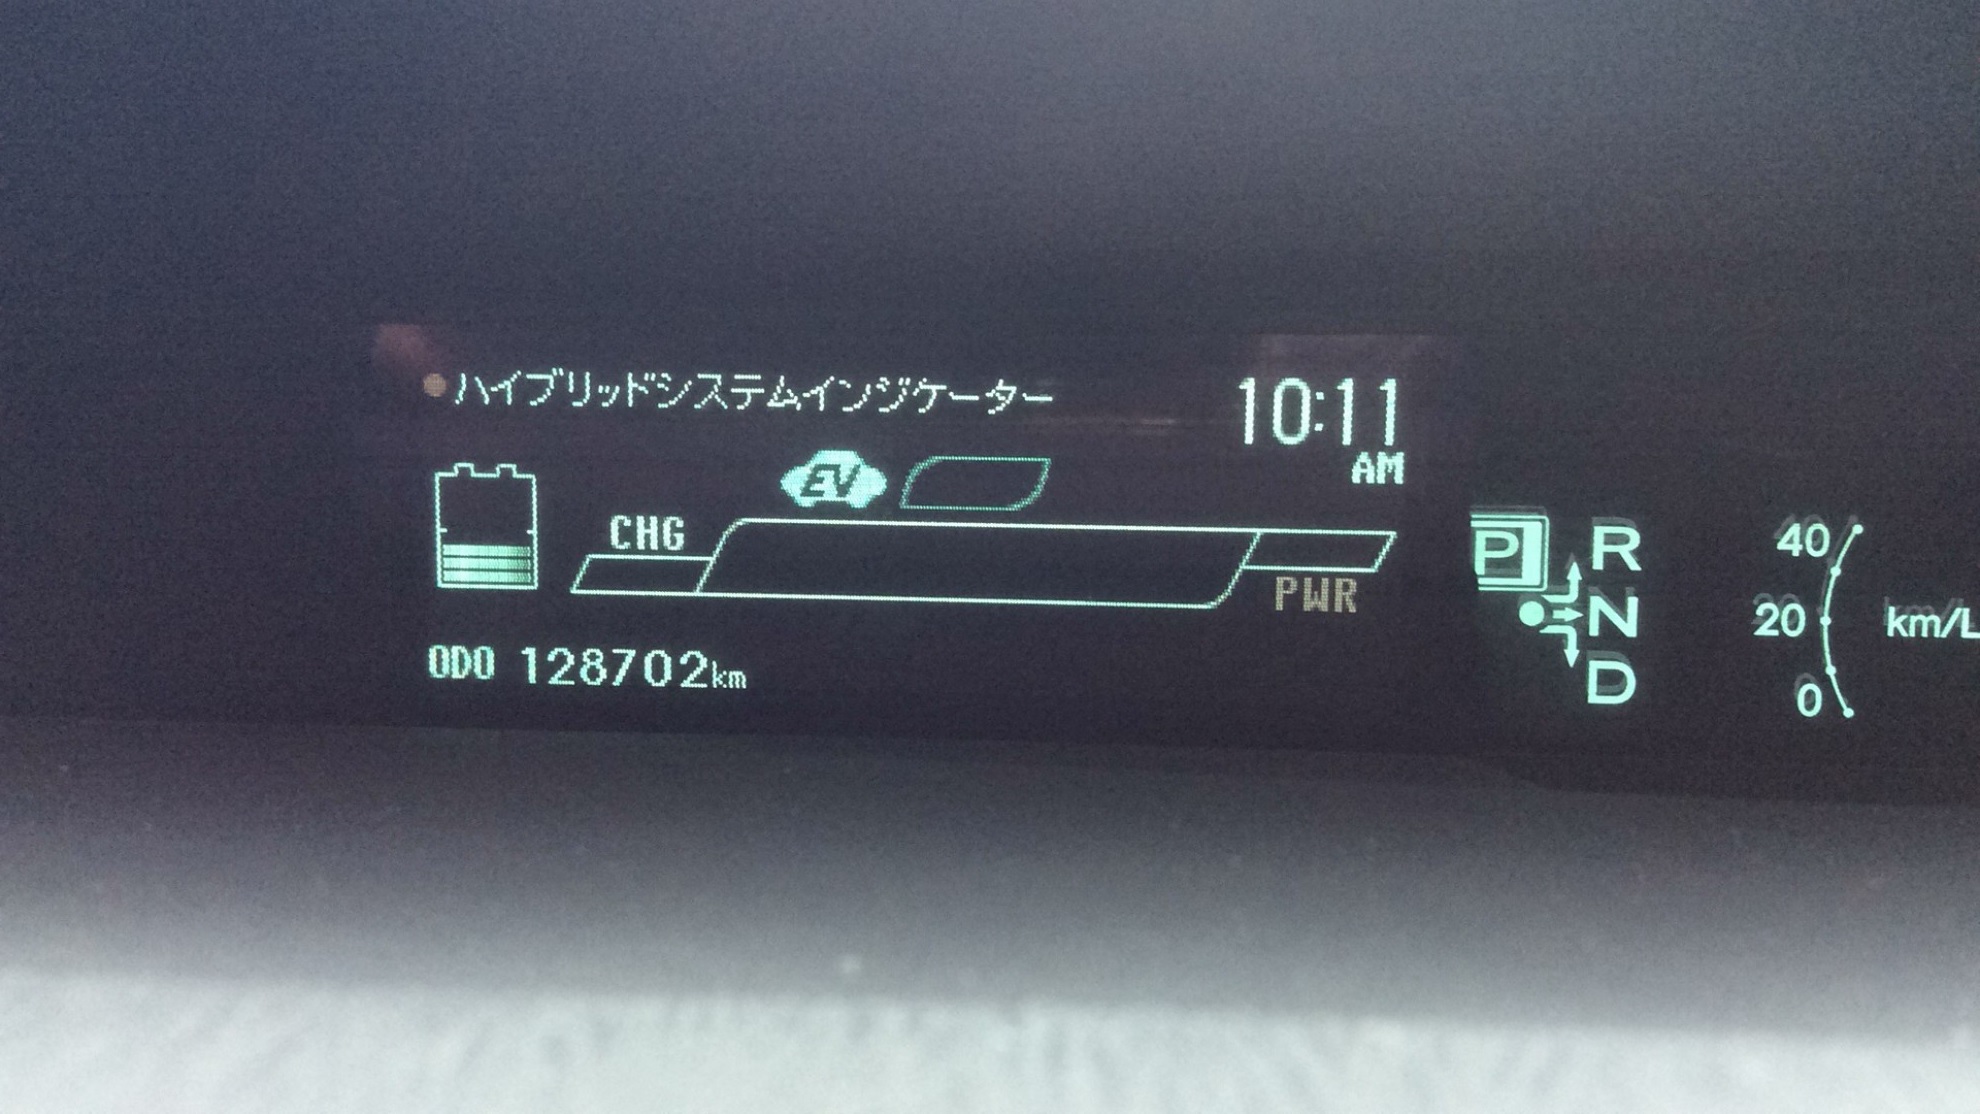 ハイブリッドシステムインジケーター
10:11
AM
EV
CHG
PWR
ODO 128702km
P R
N
D
40
20
0
km/L